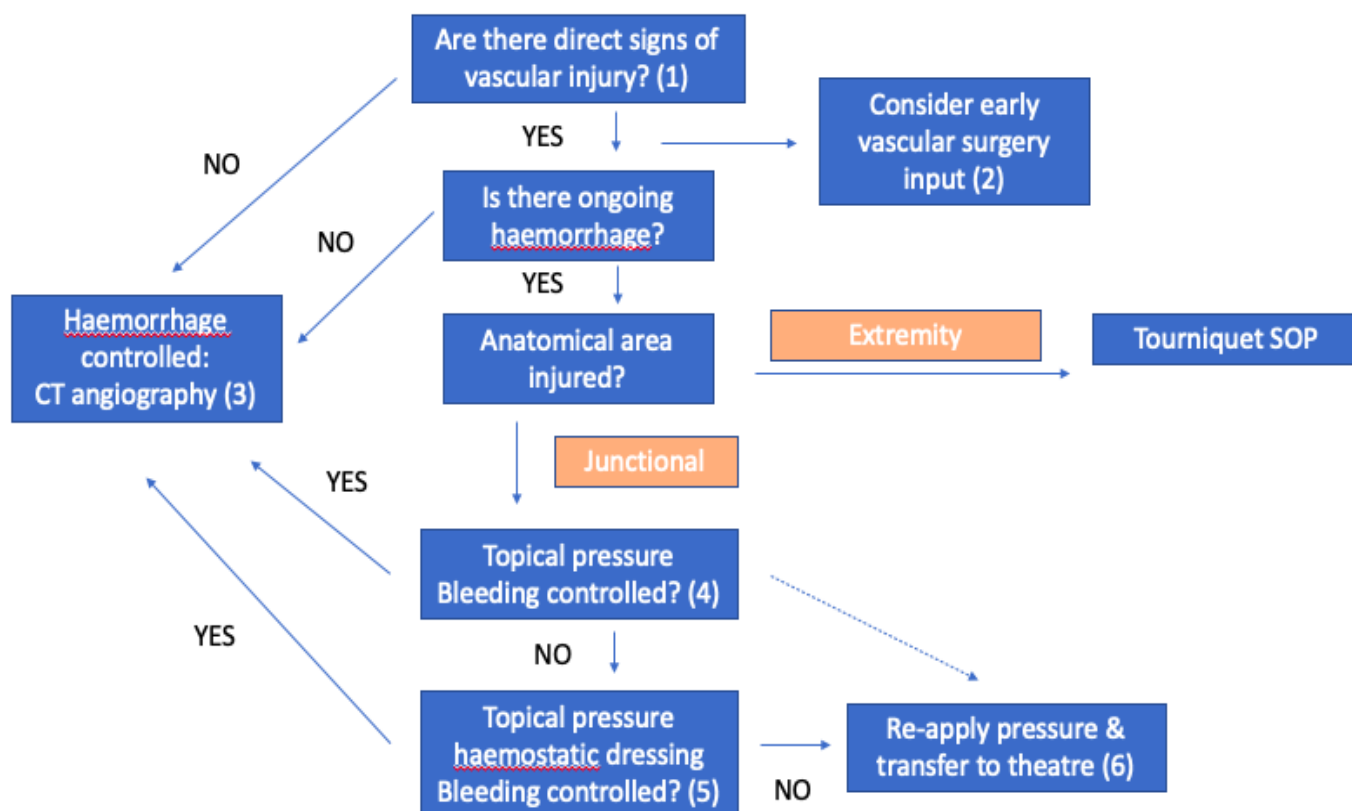 Are there direct signs of
vascular injury? (1)
YES
Consider early
vascular surgery
input (2)
NO
Is there ongoing
haemorrhage?
NO
YES
Haemorrhage
controlled:
CT angiography (3)
Anatomical area
injured?
Extremity
Tourniquet SOP
Junctional
YES
Topical pressure
Bleeding controlled? (4)
YES
NO
Topical pressure
haemostatic dressing
Bleeding controlled? (5)
NO
Re-apply pressure &
transfer to theatre (6)